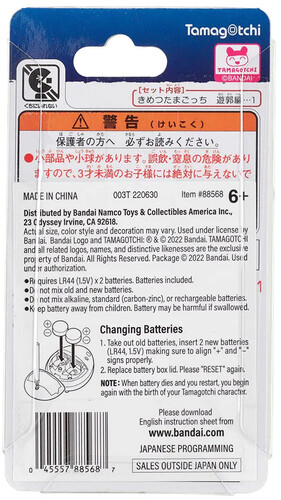 Tamagotchi
TAMAGOTCHI
©BANDAI
くちにいれない
[セット内容]
きめつたまごっち 遊郭編…1
警告 (けいこく)
保護者の方へ 必ずお読みください。
●小部品や小球があります。誤飲・窒息の危険があり
ますので、3才未満のお子様には絶対に与えないで
MADE IN CHINA 003T 220630 Item #88568 6+
Distributed by Bandai Namco Toys & Collectibles America Inc.,
23 Odyssey Irvine, CA 92618.
Actual size, color style and decoration may vary. Used under license by
Bandai. Bandai Logo and TAMAGOTCHI ® & © 2022 Bandai. TAMAGOTCHI
and all related logos, names, and distinctive likenesses are the exclusive
property of Bandai. All Rights Reserved. Package © 2022 Bandai. Used
under authorization.
•Requires LR44 (1.5V) x 2 batteries. Batteries included.
•Do not mix old and new batteries.
•Do not mix alkaline, standard (carbon-zinc), or rechargeable batteries.
•Keep battery away from children. Battery may be harmful if swallowed.
Changing Batteries
1. Take out old batteries, insert 2 new batteries
(LR44, 1.5V) making sure to align "+" and "-"
signs properly.
2. Replace battery box lid. Please "RESET" again.
NOTE: When battery dies and you restart, you begin
again with the birth of your Tamagotchi character.
Please download
English instruction sheet from
www.bandai.com
JAPANESE PROGRAMMING
SALES OUTSIDE JAPAN ONLY
0 45557 88568 7